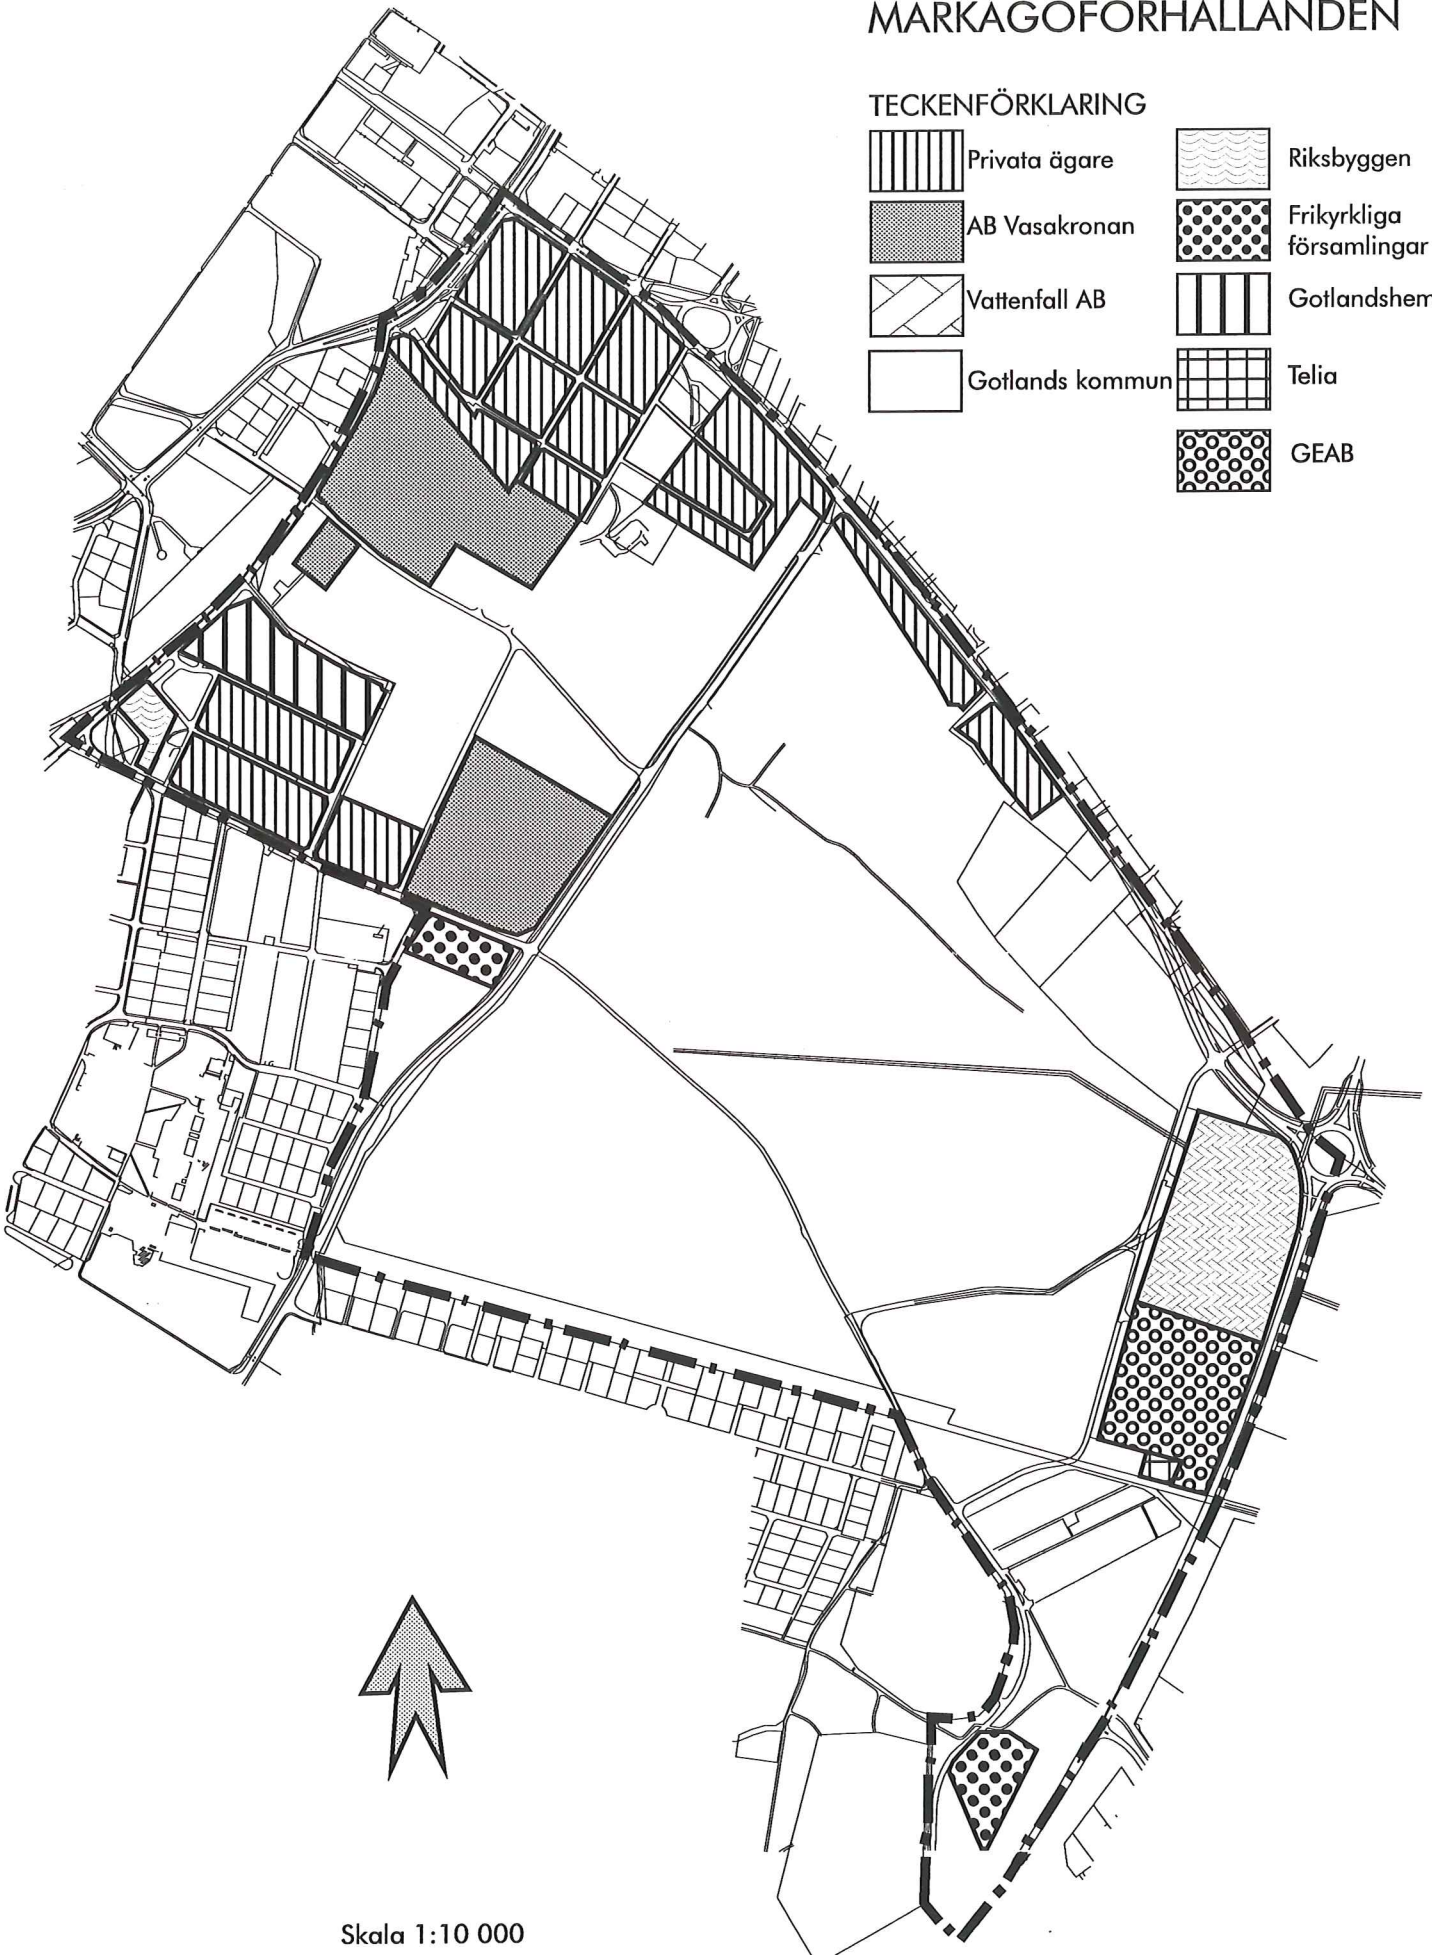 MARKÄGOFÖRHÅLLANDEN
TECKENFÖRKLARING
Privata ägare
AB Vasakronan
Vattenfall AB
Gotlands kommun
Riksbyggen
Frikyrkliga
församlingar
Gotlandshem
Telia
GEAB
Skala 1:10 000